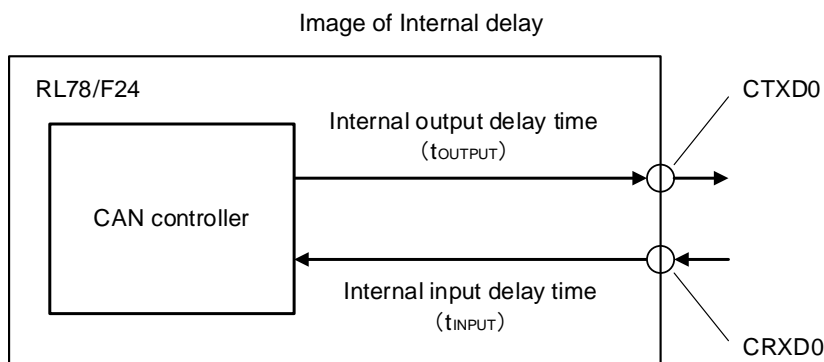 Image of Internal delay
RL78/F24
CTXD0
Internal output delay time
(tOUTPUT)
CAN controller
Internal input delay time
(tINPUT)
CRXD0